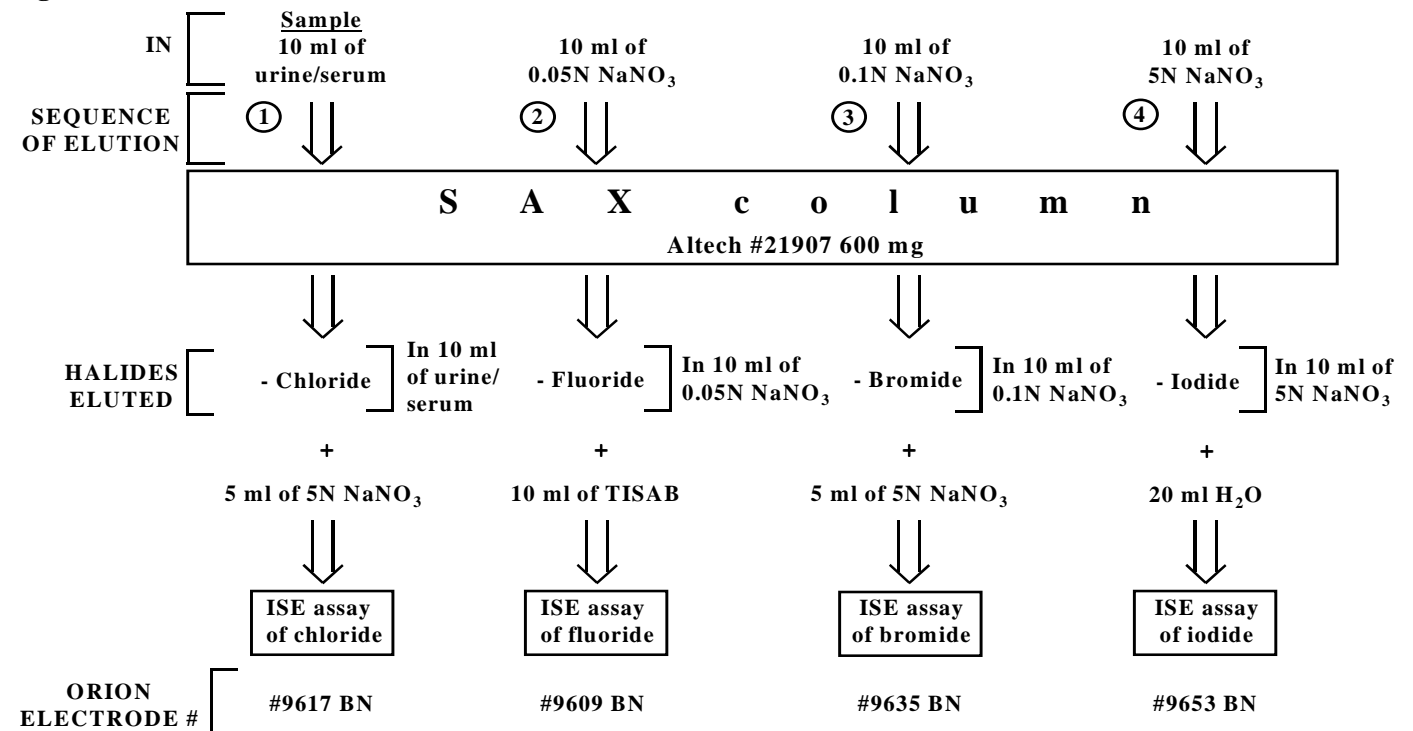 IN
Sample
10 ml of
urine/serum
10 ml of
0.05N NaNO₃
10 ml of
0.1N NaNO₃
10 ml of
5N NaNO₃
SEQUENCE
OF ELUTION
1
2
3
4
S A X c o l u m n
Altech #21907 600 mg
HALIDES
ELUTED
- Chloride
In 10 ml
of urine/
serum
- Fluoride
In 10 ml of
0.05N NaNO₃
- Bromide
In 10 ml of
0.1N NaNO₃
- Iodide
In 10 ml of
5N NaNO₃
+
+
+
+
5 ml of 5N NaNO₃
10 ml of TISAB
5 ml of 5N NaNO₃
20 ml H₂O
ISE assay
of chloride
ISE assay
of fluoride
ISE assay
of bromide
ISE assay
of iodide
ORION
ELECTRODE #
#9617 BN
#9609 BN
#9635 BN
#9653 BN